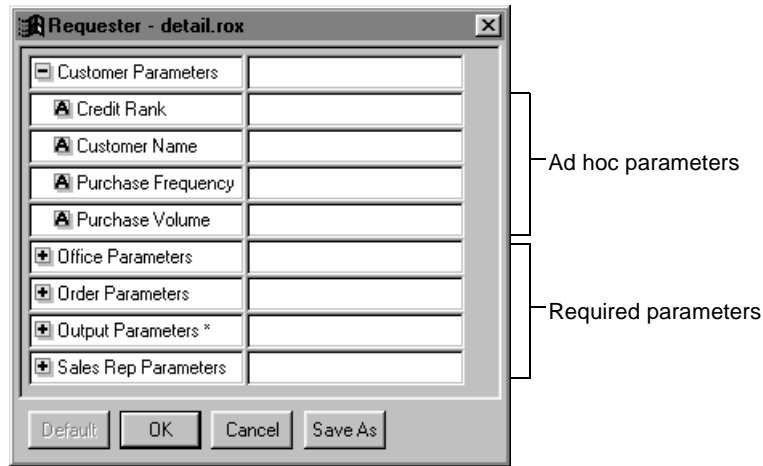 Requester - detail.rox
Customer Parameters
Credit Rank
Customer Name
Purchase Frequency
Purchase Volume
Office Parameters
Order Parameters
Output Parameters *
Sales Rep Parameters
Ad hoc parameters
Required parameters
Default OK Cancel Save As